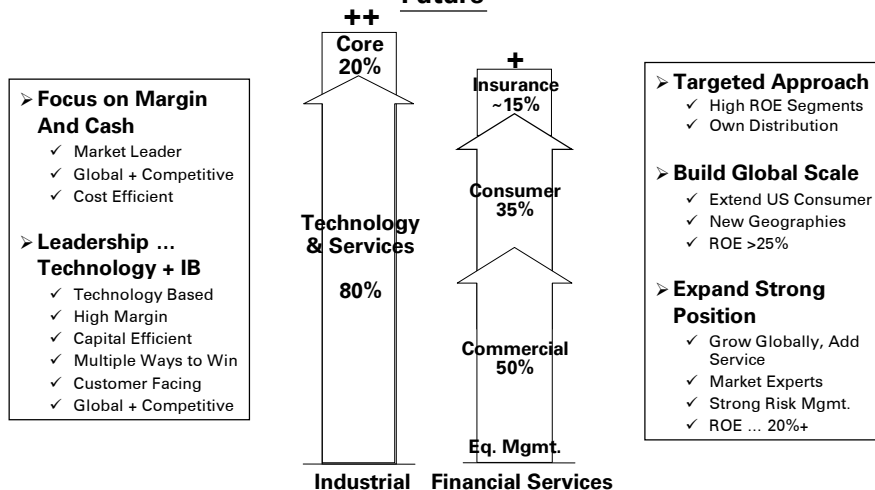 Future
++
Core
20%
+
Insurance
~15%
➢ Focus on Margin
And Cash
✓ Market Leader
✓ Global + Competitive
✓ Cost Efficient
➢ Leadership ...
Technology + IB
✓ Technology Based
✓ High Margin
✓ Capital Efficient
✓ Multiple Ways to Win
✓ Customer Facing
✓ Global + Competitive
Technology
& Services
80%
Consumer
35%
Commercial
50%
Eq. Mgmt.
Industrial
Financial Services
➢ Targeted Approach
✓ High ROE Segments
✓ Own Distribution
➢ Build Global Scale
✓ Extend US Consumer
✓ New Geographies
✓ ROE >25%
➢ Expand Strong
Position
✓ Grow Globally, Add
Service
✓ Market Experts
✓ Strong Risk Mgmt.
✓ ROE ... 20%+